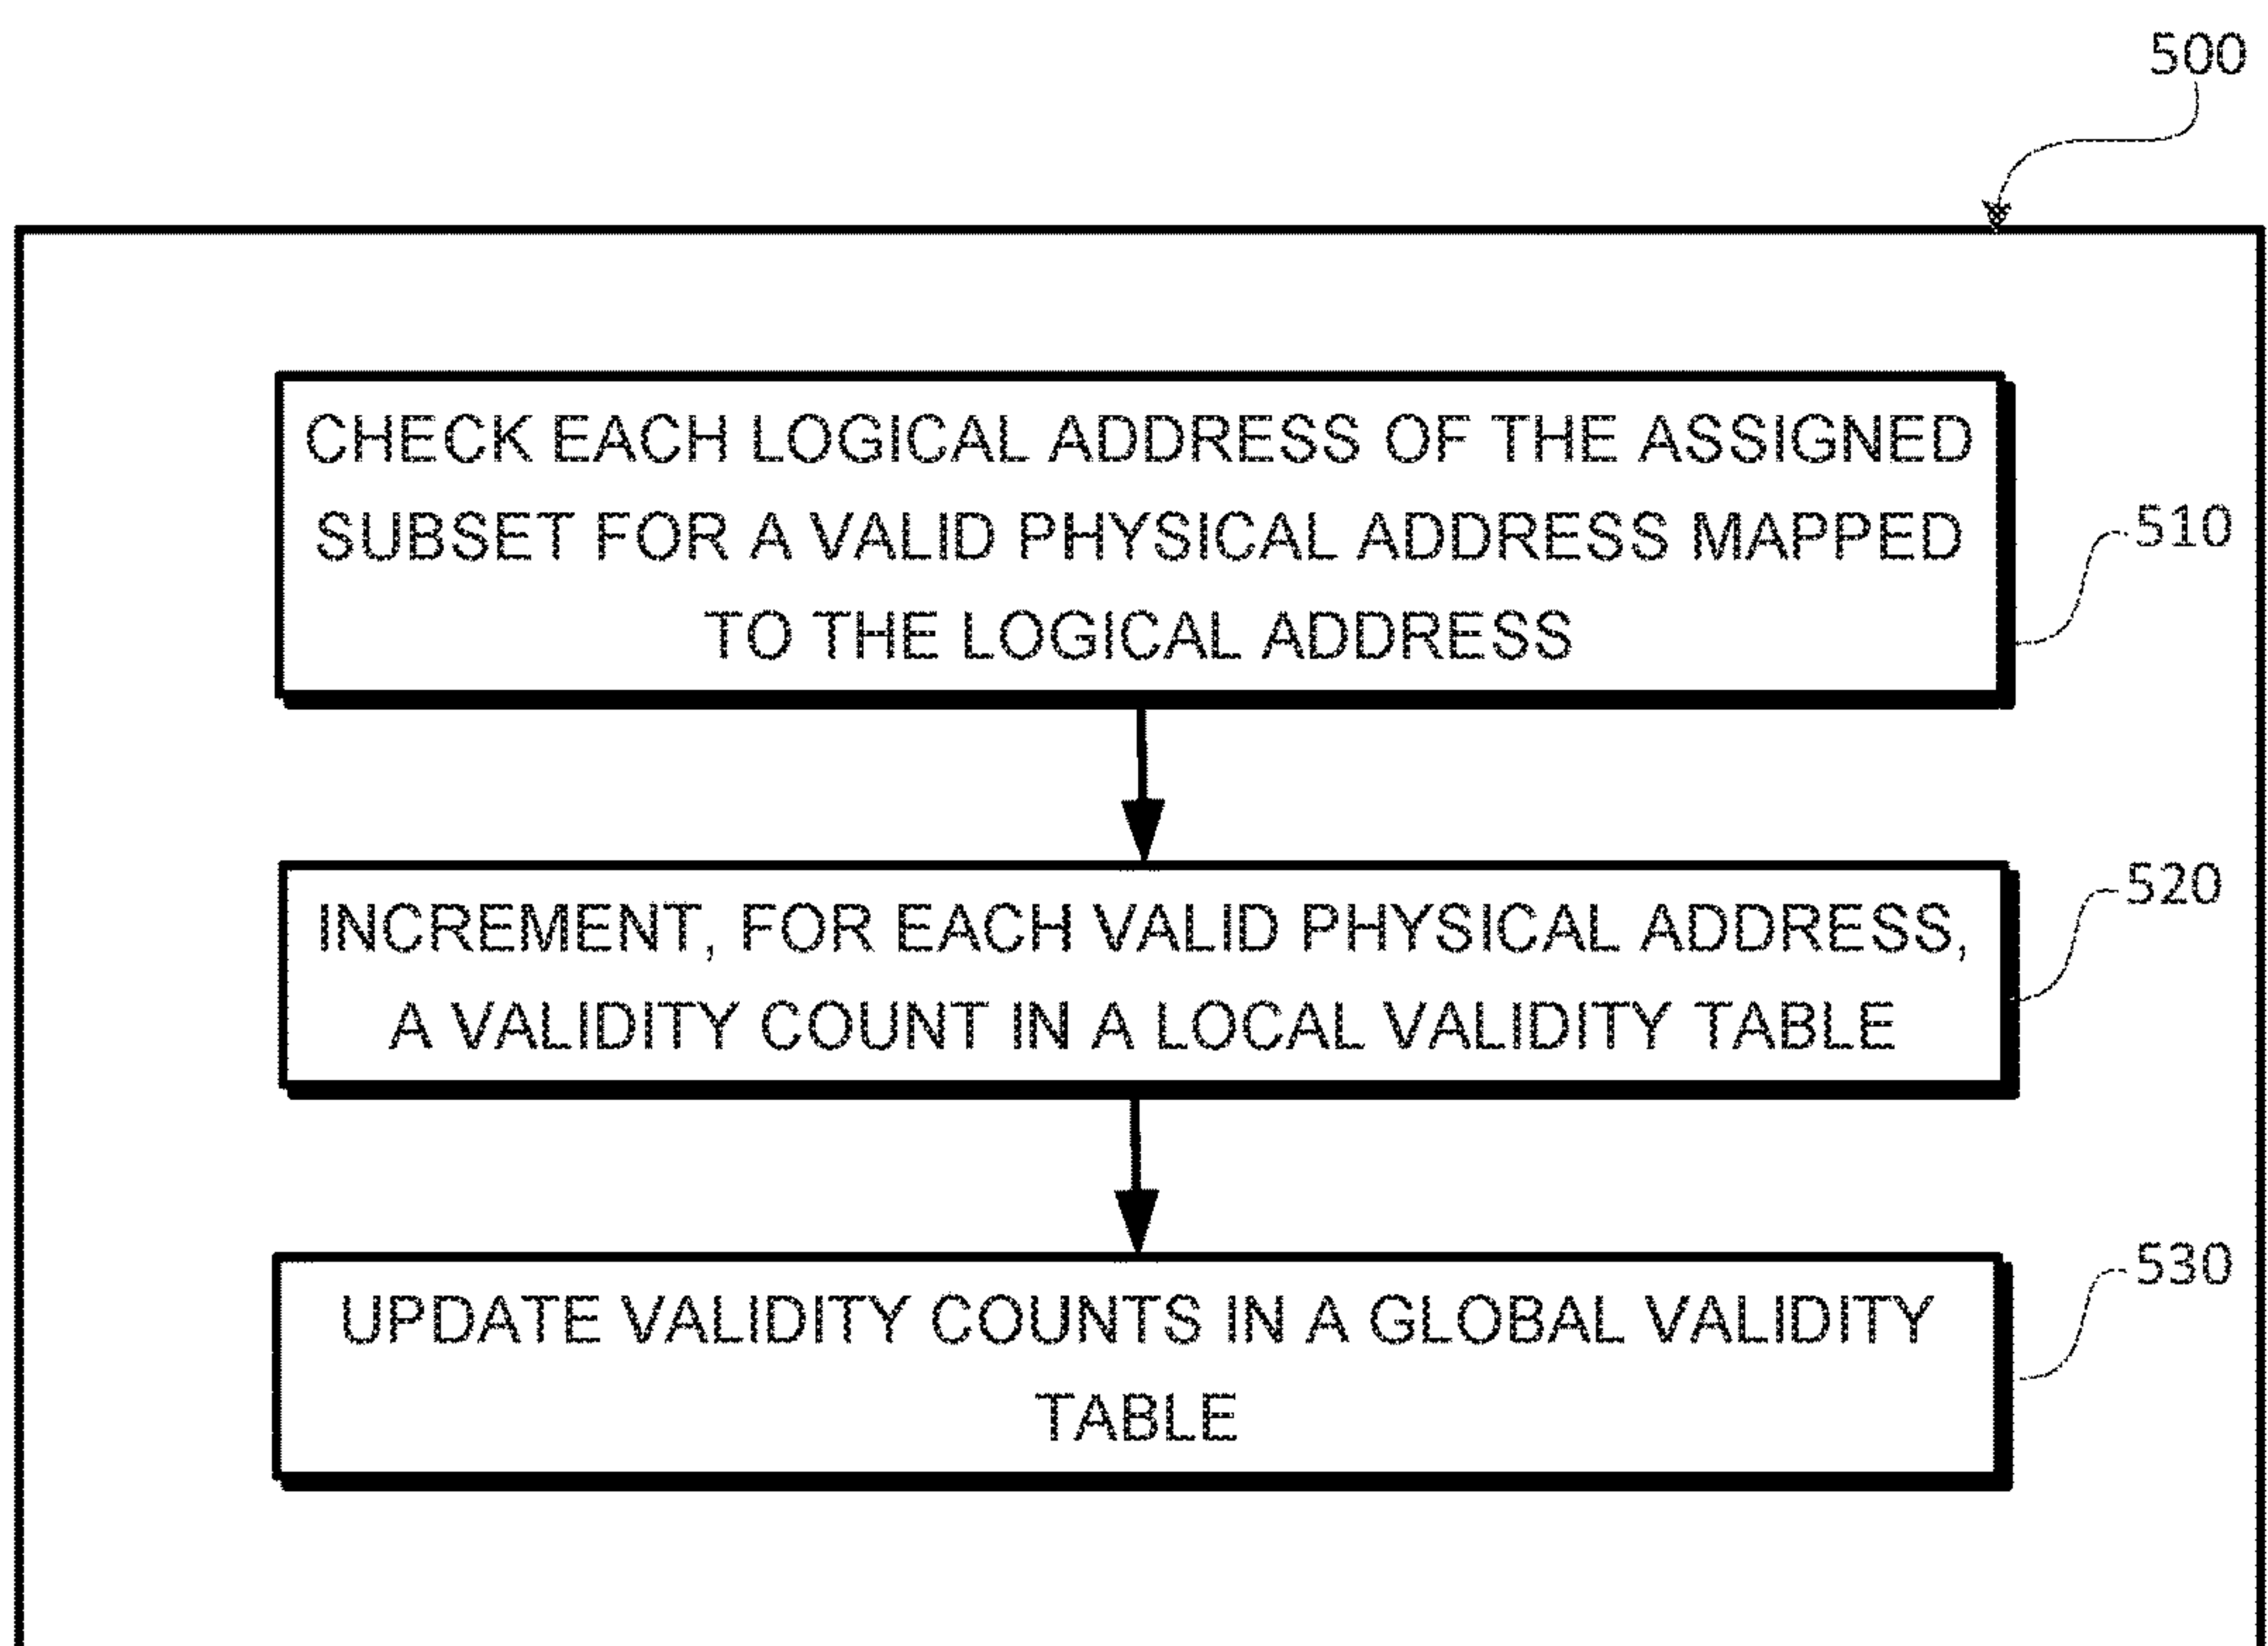 500
CHECK EACH LOGICAL ADDRESS OF THE ASSIGNED
SUBSET FOR A VALID PHYSICAL ADDRESS MAPPED
TO THE LOGICAL ADDRESS
510
INCREMENT, FOR EACH VALID PHYSICAL ADDRESS,
A VALIDITY COUNT IN A LOCAL VALIDITY TABLE
520
UPDATE VALIDITY COUNTS IN A GLOBAL VALIDITY
TABLE
530